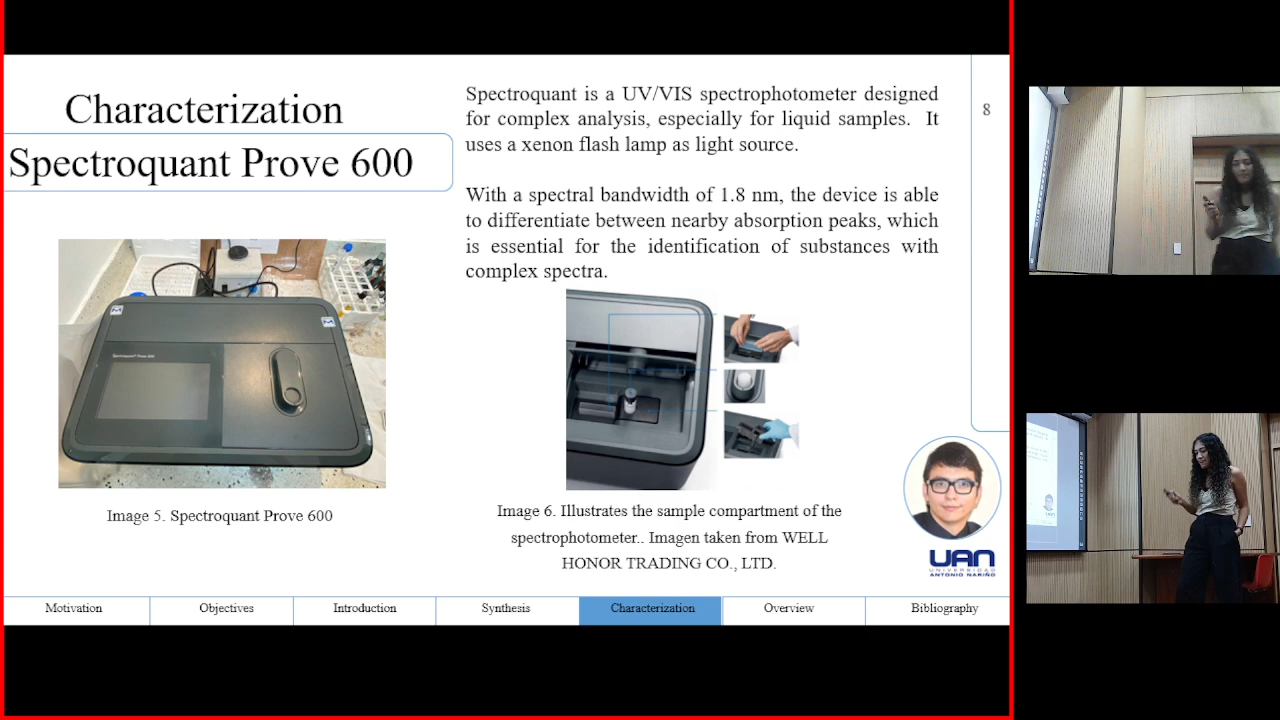 Characterization
Spectroquant Prove 600
Spectroquant is a UV/VIS spectrophotometer designed
for complex analysis, especially for liquid samples. It
uses a xenon flash lamp as light source.
With a spectral bandwidth of 1.8 nm, the device is able
to differentiate between nearby absorption peaks, which
is essential for the identification of substances with
complex spectra.
8
Spectroquant® Prove 600
Image 5. Spectroquant Prove 600
Image 6. Illustrates the sample compartment of the
spectrophotometer.. Imagen taken from WELL
HONOR TRADING CO., LTD.
UAN
UNIVERSIDAD
ANTONIO NARIÑO
Motivation
Objectives
Introduction
Synthesis
Characterization
Overview
Bibliography